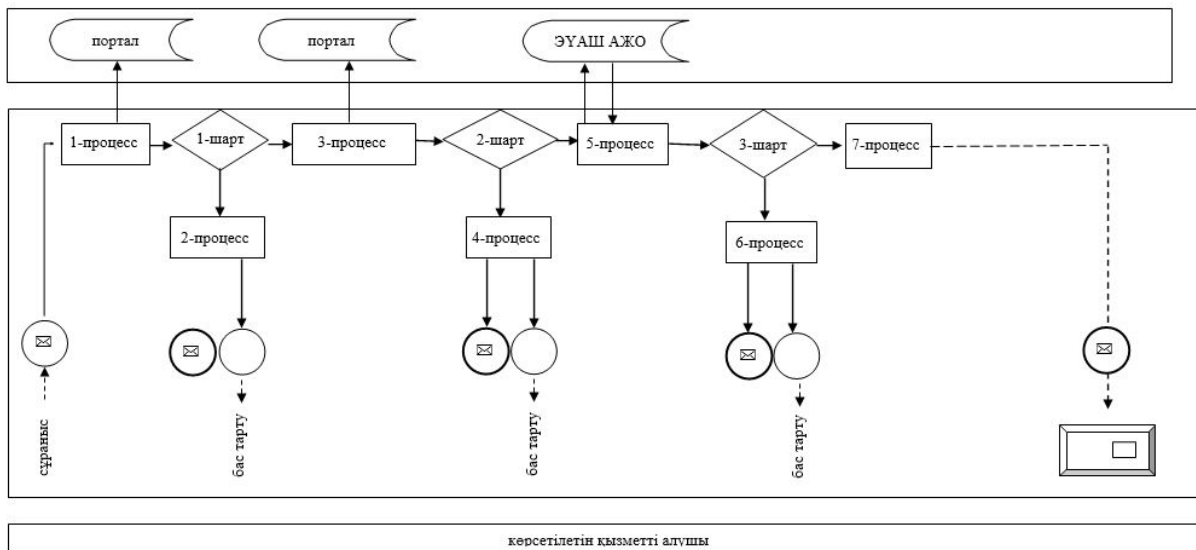 портал
портал
ЭҮАШ АЖО
1-процесс
1-шарт
3-процесс
2-шарт
5-процесс
3-шарт
7-процесс
2-процесс
4-процесс
6-процесс
сұраныс
бас тарту
бас тарту
бас тарту
көрсетілетін қызметті алушы